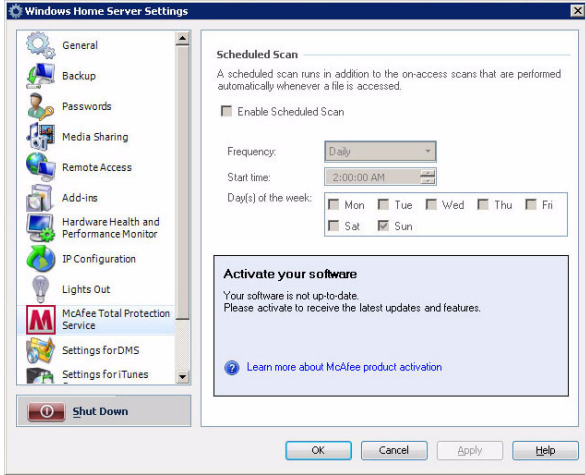 Windows Home Server Settings
General
Backup
Passwords
Media Sharing
Remote Access
Add-ins
Hardware Health and
Performance Monitor
IP Configuration
Lights Out
McAfee Total Protection
Service
Settings for DMS
Settings for iTunes
Shut Down
Scheduled Scan
A scheduled scan runs in addition to the on-access scans that are performed
automatically whenever a file is accessed.
Enable Scheduled Scan
Frequency: Daily
Start time: 2:00:00 AM
Day(s) of the week: Mon Tue Wed Thu Fri
Sat Sun
Activate your software
Your software is not up-to-date.
Please activate to receive the latest updates and features.
Learn more about McAfee product activation
OK Cancel Apply Help